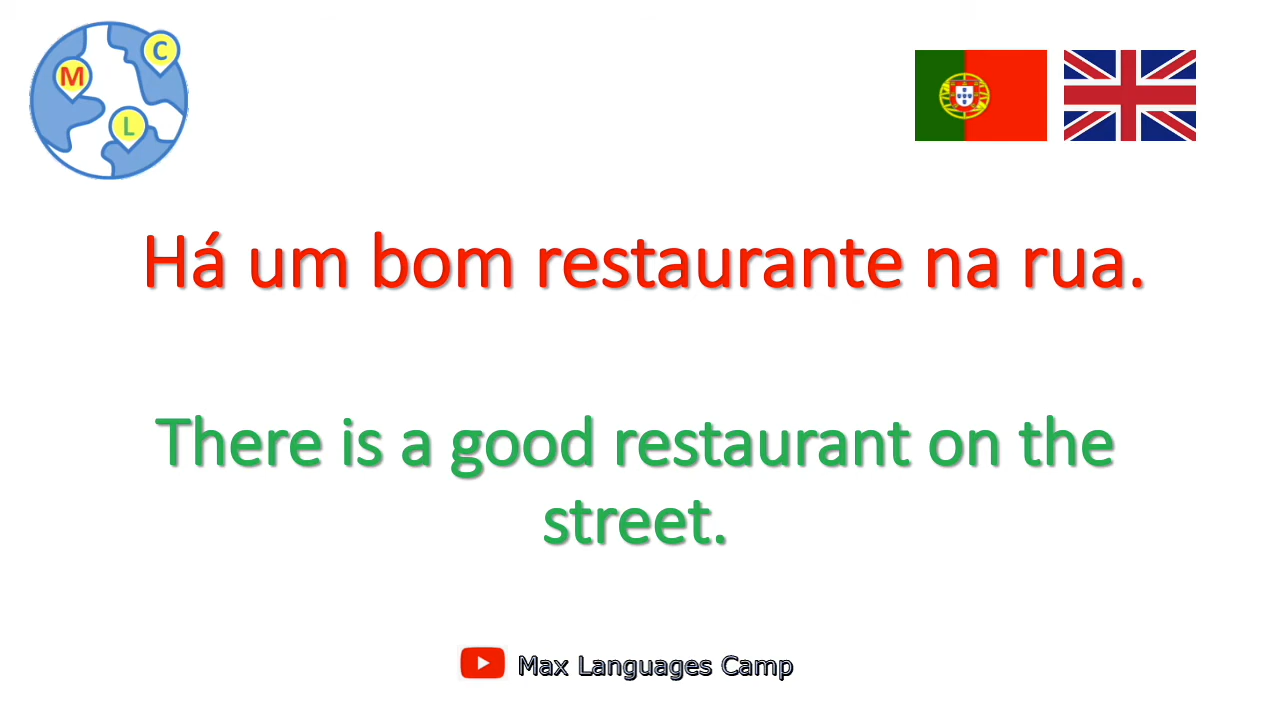 M
C
L
Há um bom restaurante na rua.
There is a good restaurant on the
street.
Max Languages Camp